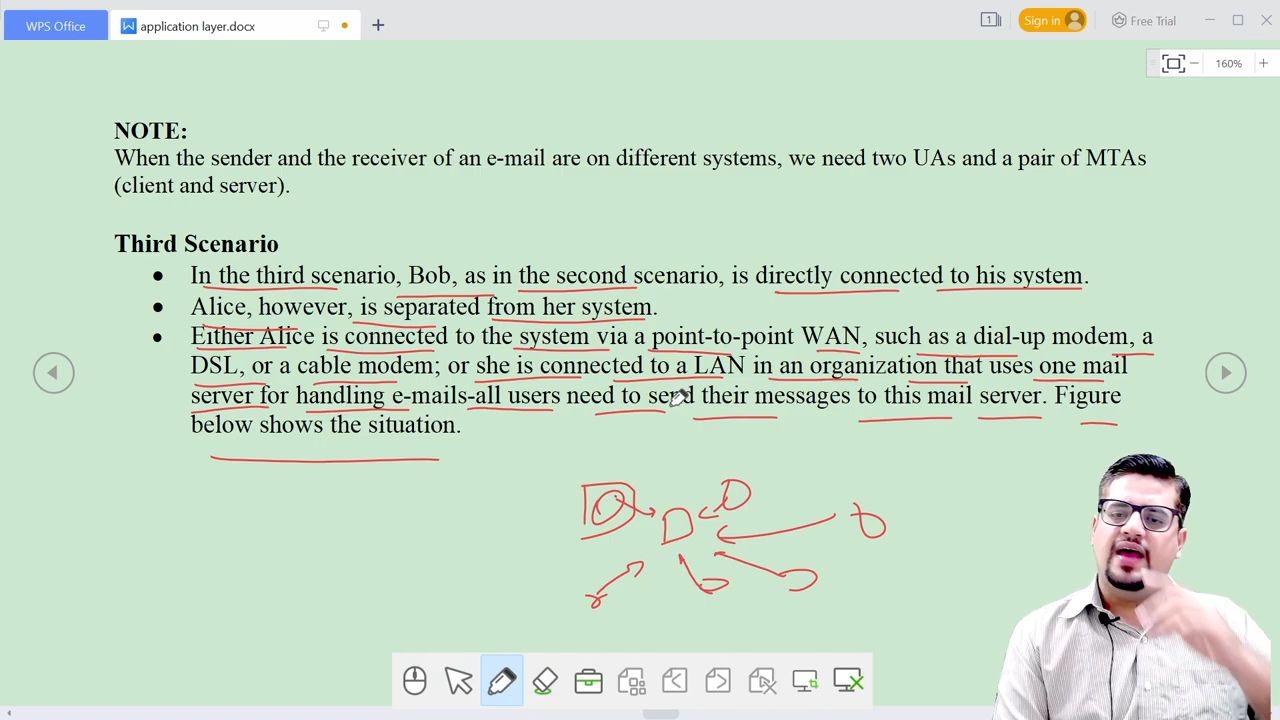 WPS Office
application layer.docx
1
Sign in
Free Trial
160%
NOTE:
When the sender and the receiver of an e-mail are on different systems, we need two UAs and a pair of MTAs
(client and server).
Third Scenario
• In the third scenario, Bob, as in the second scenario, is directly connected to his system.
• Alice, however, is separated from her system.
• Either Alice is connected to the system via a point-to-point WAN, such as a dial-up modem, a
DSL, or a cable modem; or she is connected to a LAN in an organization that uses one mail
server for handling e-mails-all users need to send their messages to this mail server. Figure
below shows the situation.